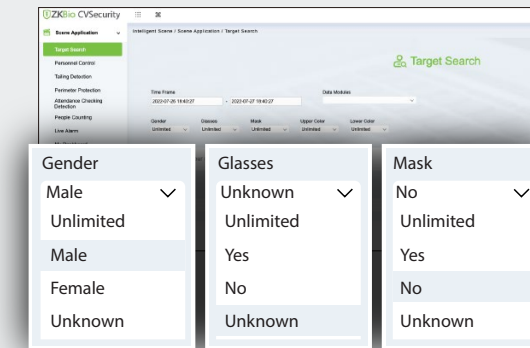 ZKBio CVSecurity
Scene Application
Intelligent Scene / Scene Application / Target Search
Target Search
Target Search
Personnel Control
Tailing Detection
Perimeter Protection
Attendance Checking
Detection
People Counting
Live Alarm
Time Frame
Data Modules
2022-07-26 18:40:27 - 2022-07-27 18:40:27
Gender Glasses Mask Upper Color Lower Color
Unlimited Unlimited Unlimited Unlimited Unlimited
Gender
Male
Unlimited
Male
Female
Unknown
Glasses
Unknown
Unlimited
Yes
No
Unknown
Mask
No
Unlimited
Yes
No
Unknown